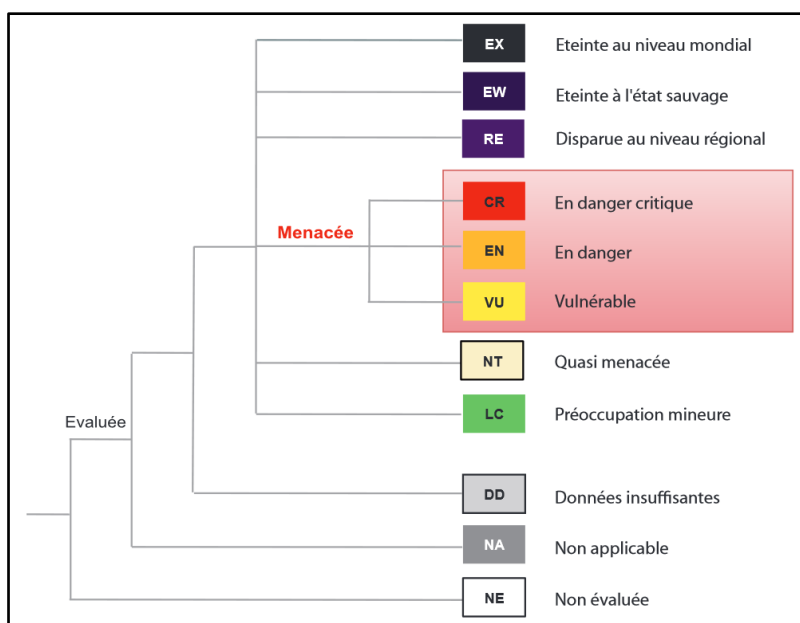 EX Eteinte au niveau mondial
EW Eteinte à l'état sauvage
RE Disparue au niveau régional
CR En danger critique
Menacée
EN En danger
VU Vulnérable
NT Quasi menacée
LC Préoccupation mineure
Evaluée
DD Données insuffisantes
NA Non applicable
NE Non évaluée